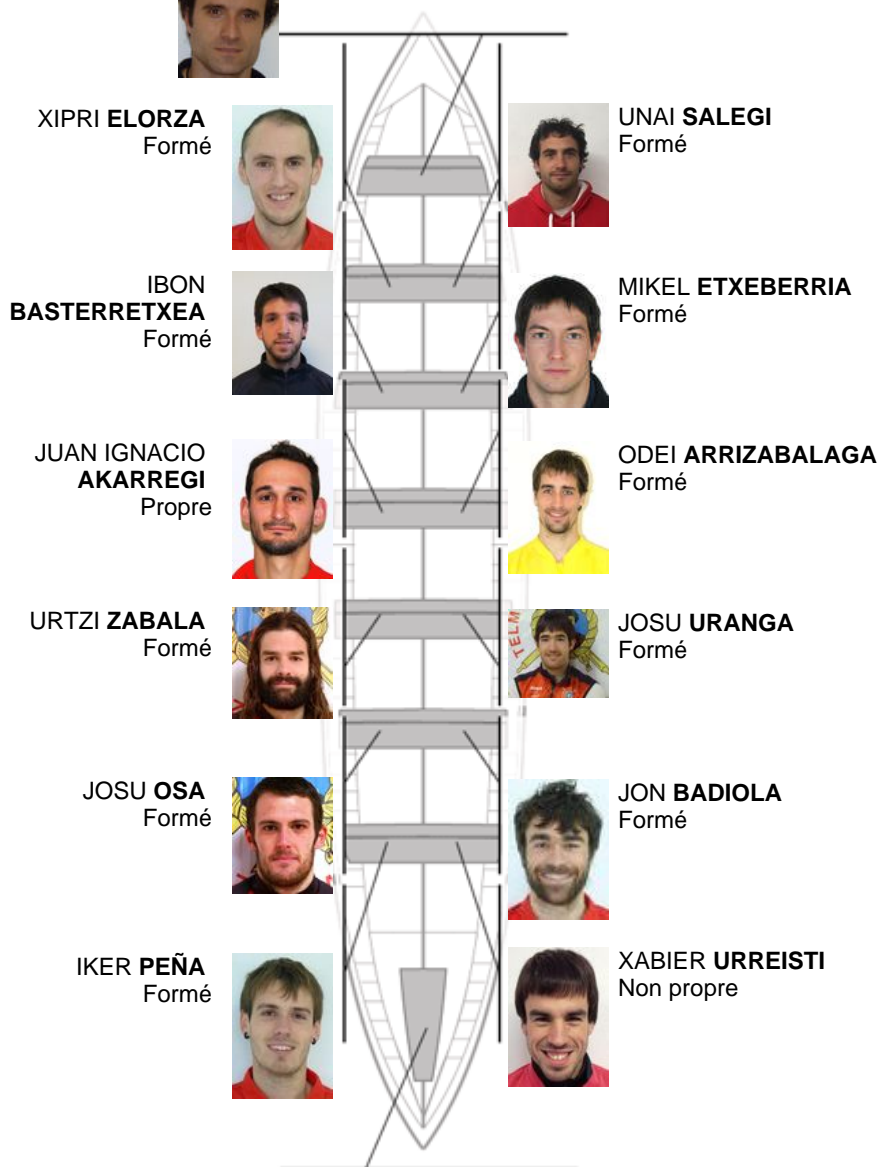 XIPRI ELORZA
Formé
UNAI SALEGI
Formé
IBON
BASTERRETXEA
Formé
MIKEL ETXEBERRIA
Formé
JUAN IGNACIO
AKARREGI
Propre
ODEI ARRIZABALAGA
Formé
URTZI ZABALA
Formé
TELM
JOSU URANGA
Formé
JOSU OSA
Formé
JON BADIOLA
Formé
IKER PEÑA
Formé
XABIER URREISTI
Non propre